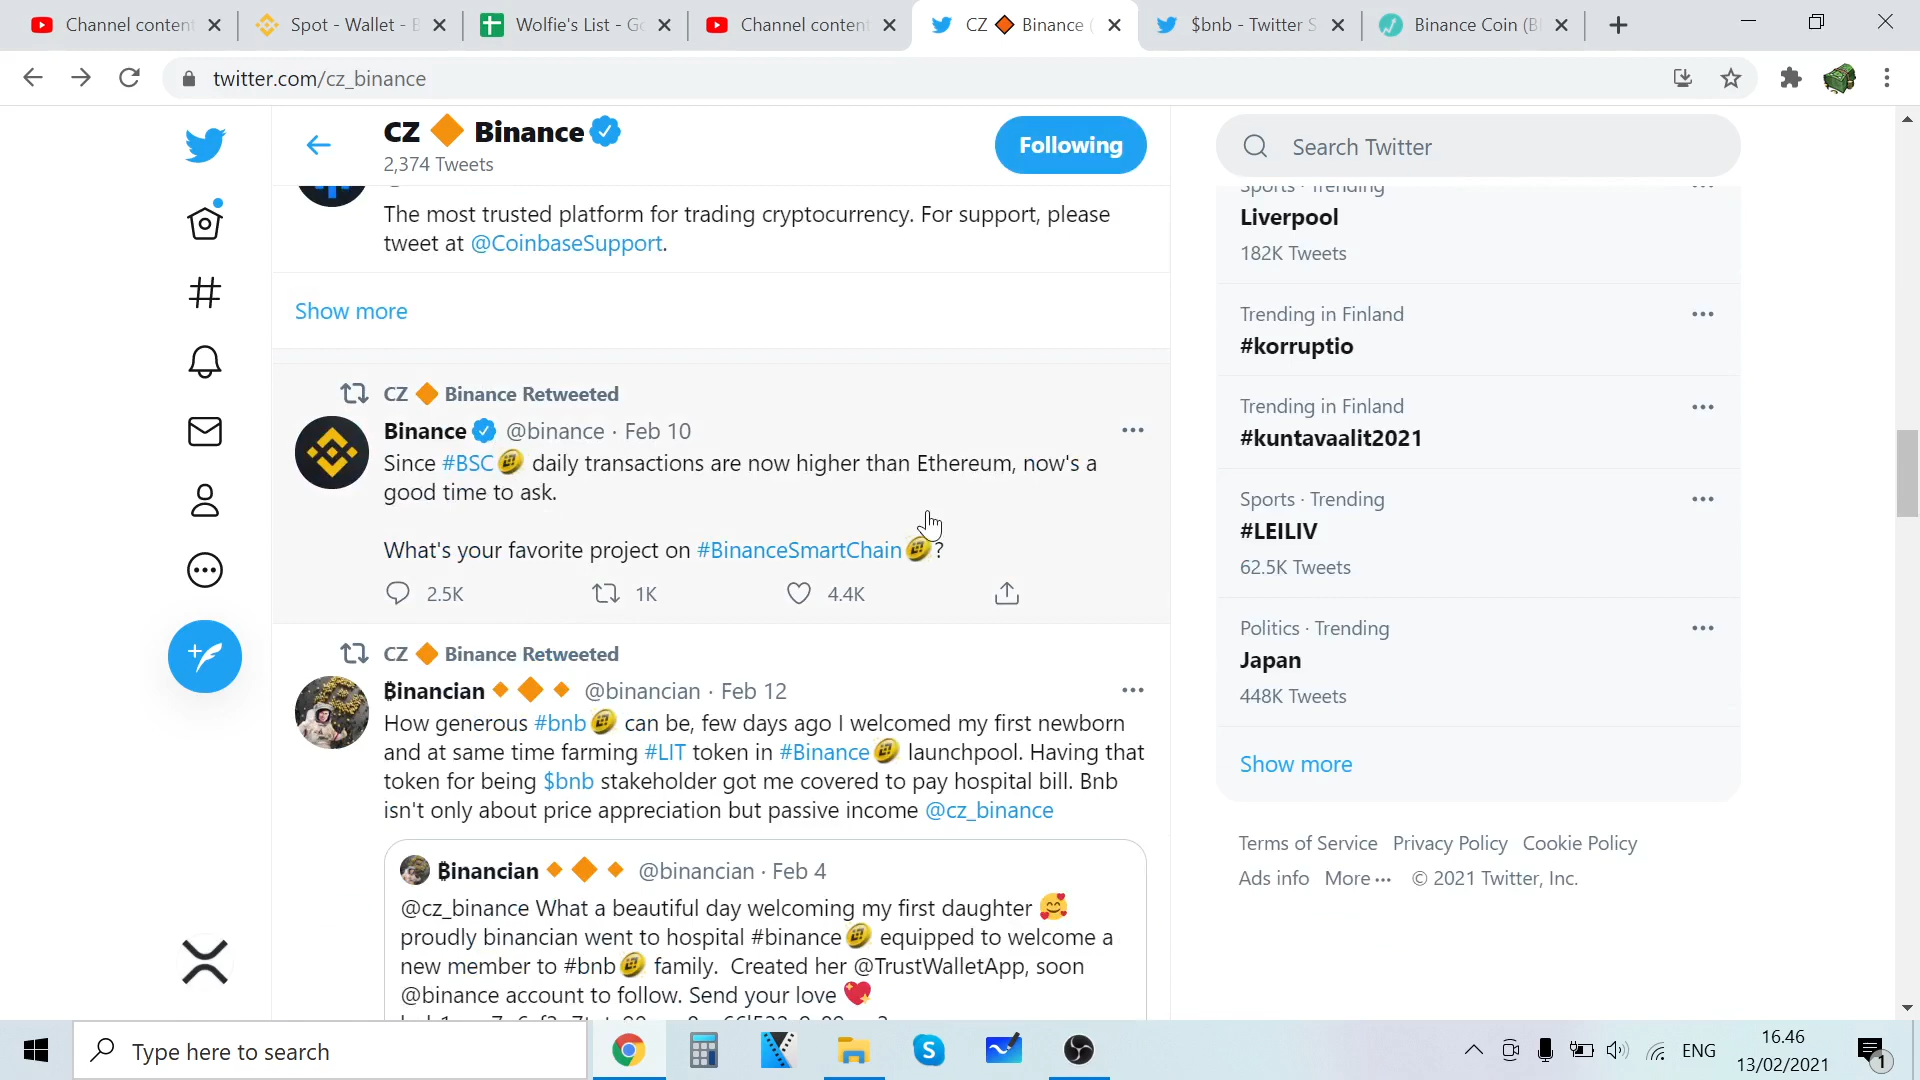 Channel content
Spot - Wallet - B
Wolfie's List - Go
Channel content
CZ 🔶 Binance (
$bnb - Twitter S
Binance Coin (B
twitter.com/cz_binance
CZ 🔶 Binance
2,374 Tweets
Following
The most trusted platform for trading cryptocurrency. For support, please
tweet at @CoinbaseSupport.
Show more
CZ 🔶 Binance Retweeted
Binance @binance · Feb 10
Since #BSC daily transactions are now higher than Ethereum, now's a
good time to ask.
What's your favorite project on #BinanceSmartChain ?
2.5K 1K 4.4K
CZ 🔶 Binance Retweeted
₿inancian 🔸🔶🔸 @binancian · Feb 12
How generous #bnb can be, few days ago I welcomed my first newborn
and at same time farming #LIT token in #Binance launchpool. Having that
token for being $bnb stakeholder got me covered to pay hospital bill. Bnb
isn't only about price appreciation but passive income @cz_binance
₿inancian 🔸🔶🔸 @binancian · Feb 4
@cz_binance What a beautiful day welcoming my first daughter 🥰
proudly binancian went to hospital #binance equipped to welcome a
new member to #bnb family. Created her @TrustWalletApp, soon
@binance account to follow. Send your love 💖
Search Twitter
Sports · Trending
Liverpool
182K Tweets
Trending in Finland
#korruptio
Trending in Finland
#kuntavaalit2021
Sports · Trending
#LEILIV
62.5K Tweets
Politics · Trending
Japan
448K Tweets
Show more
Terms of Service Privacy Policy Cookie Policy
Ads info More ··· © 2021 Twitter, Inc.
Type here to search
ENG
16.46
13/02/2021
1